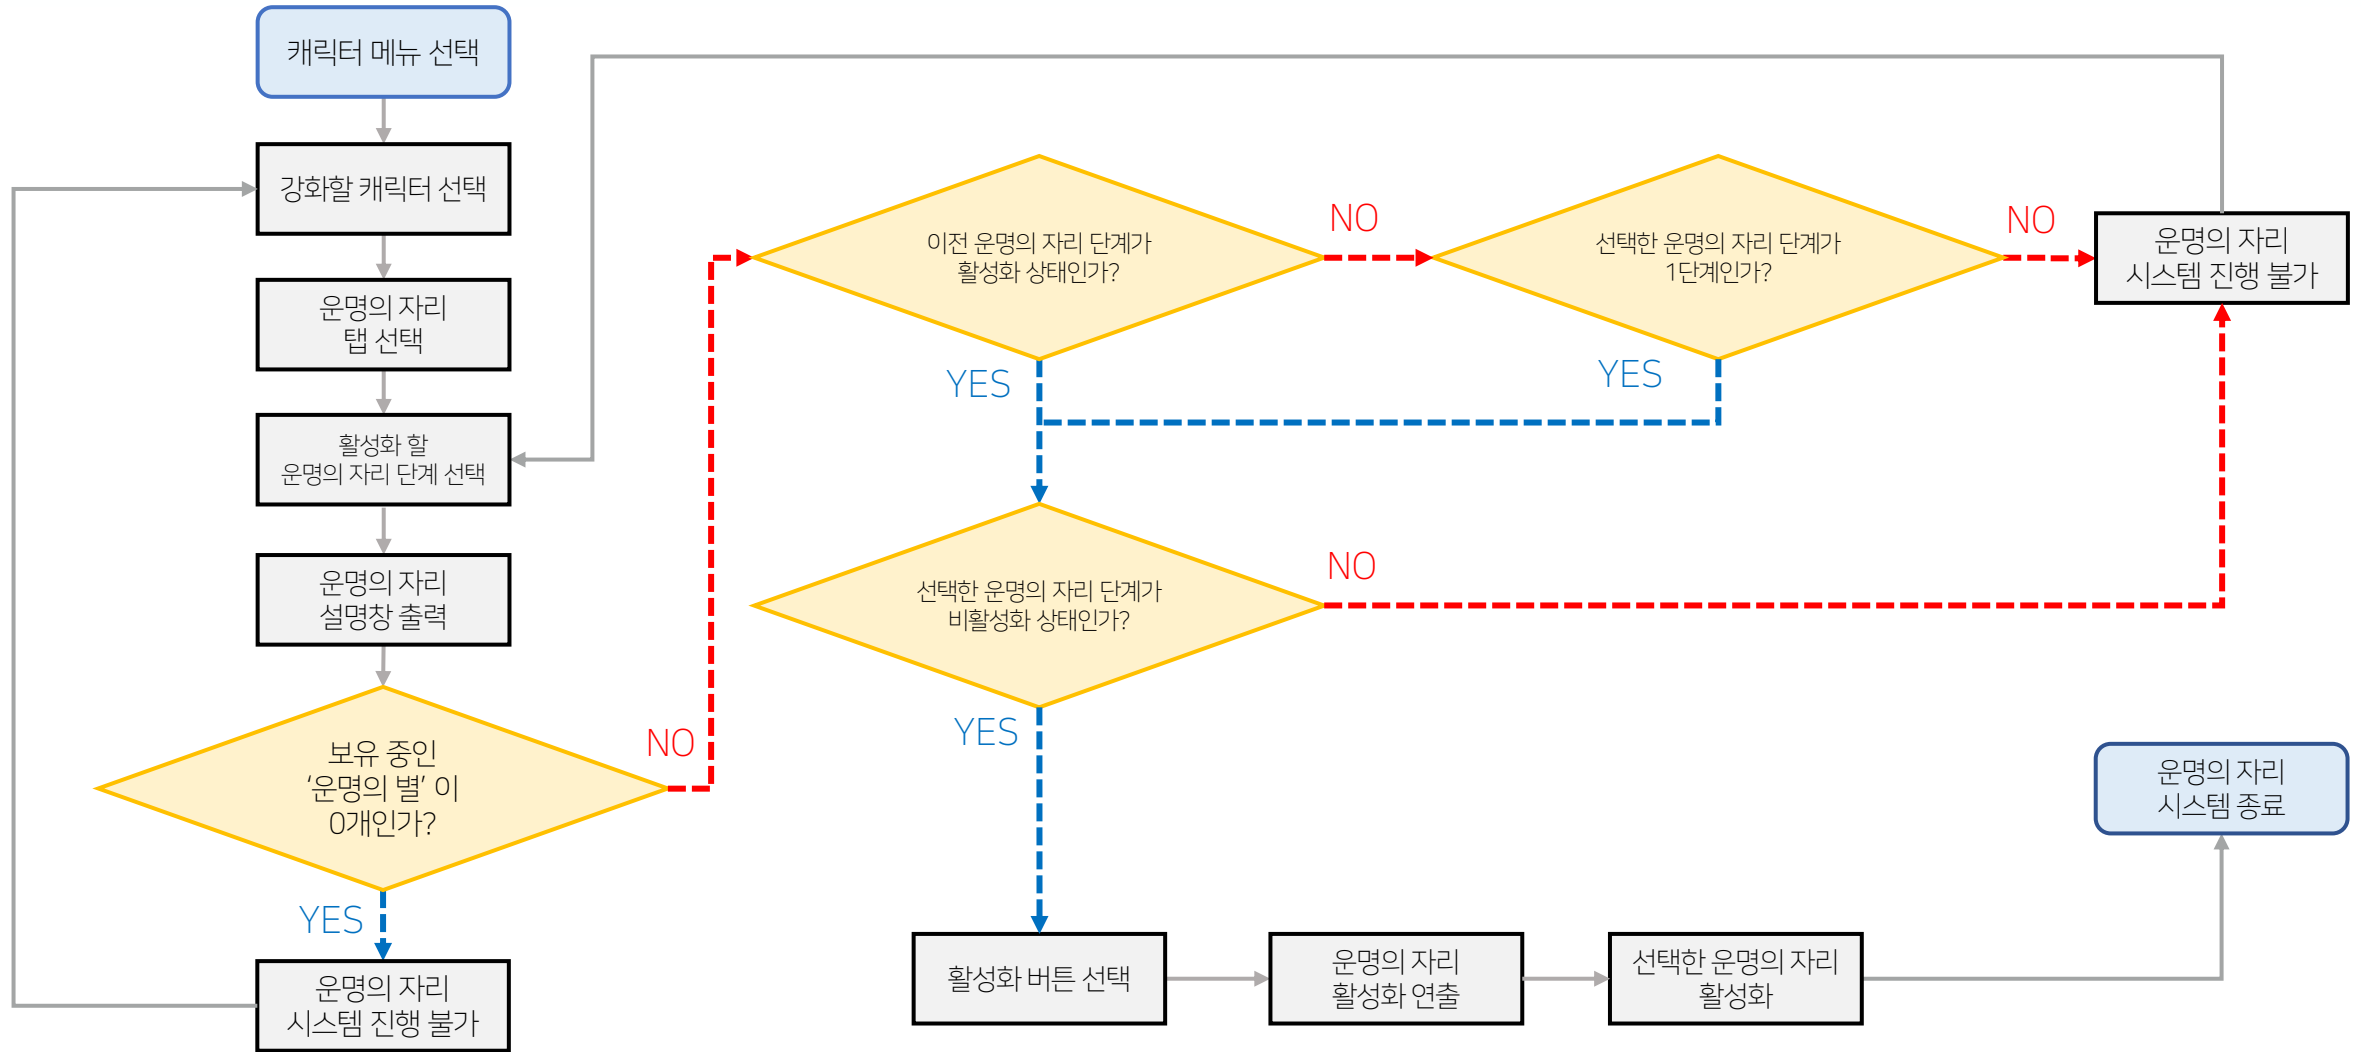 캐릭터 메뉴 선택
강화할 캐릭터 선택
운명의 자리
탭 선택
활성화 할
운명의 자리 단계 선택
운명의 자리
설명창 출력
보유 중인
‘운명의 별’ 이
0개인가?
NO
YES
운명의 자리
시스템 진행 불가
이전 운명의 자리 단계가
활성화 상태인가?
NO
YES
선택한 운명의 자리 단계가
1단계인가?
NO
YES
운명의 자리
시스템 진행 불가
선택한 운명의 자리 단계가
비활성화 상태인가?
NO
YES
활성화 버튼 선택
운명의 자리
활성화 연출
선택한 운명의 자리
활성화
운명의 자리
시스템 종료